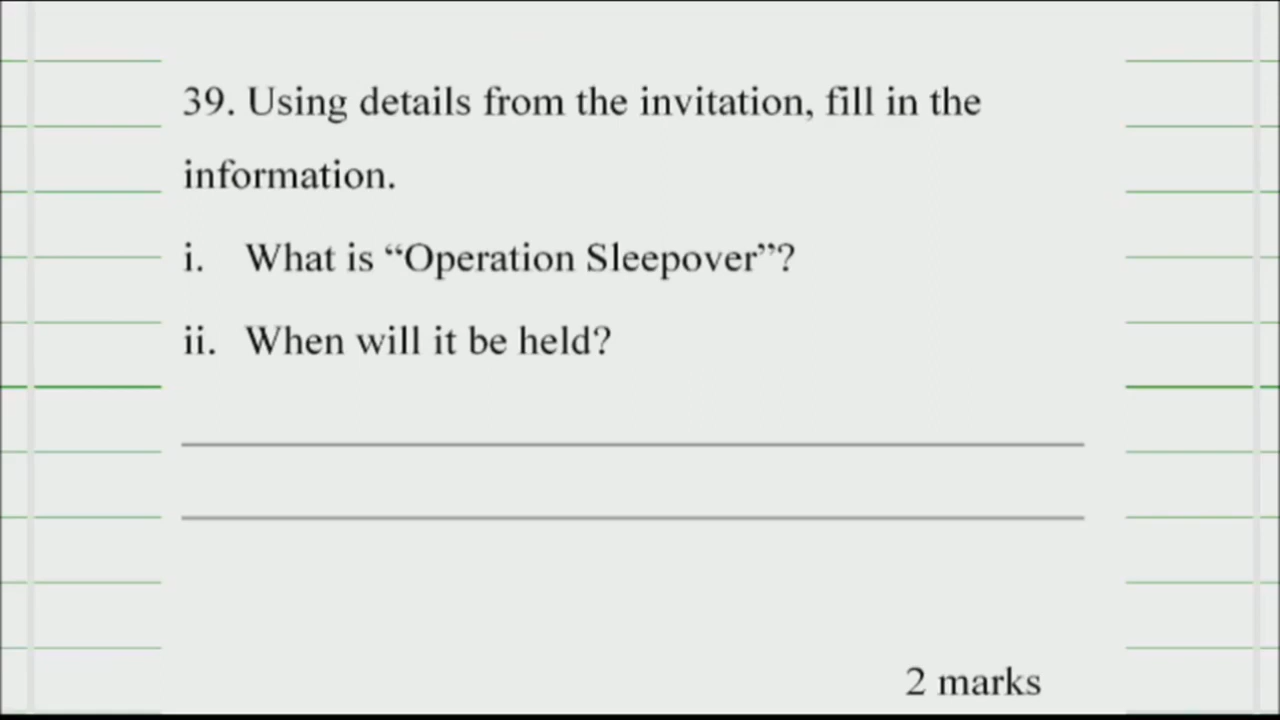 39. Using details from the invitation, fill in the
information.
i. What is “Operation Sleepover”?
ii. When will it be held?
2 marks